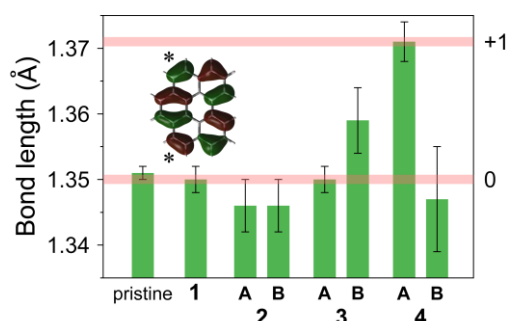 Bond length (Å)
1.37
1.36
1.35
1.34
+1
0
*
*
pristine 1 A B A B A B
2 3 4